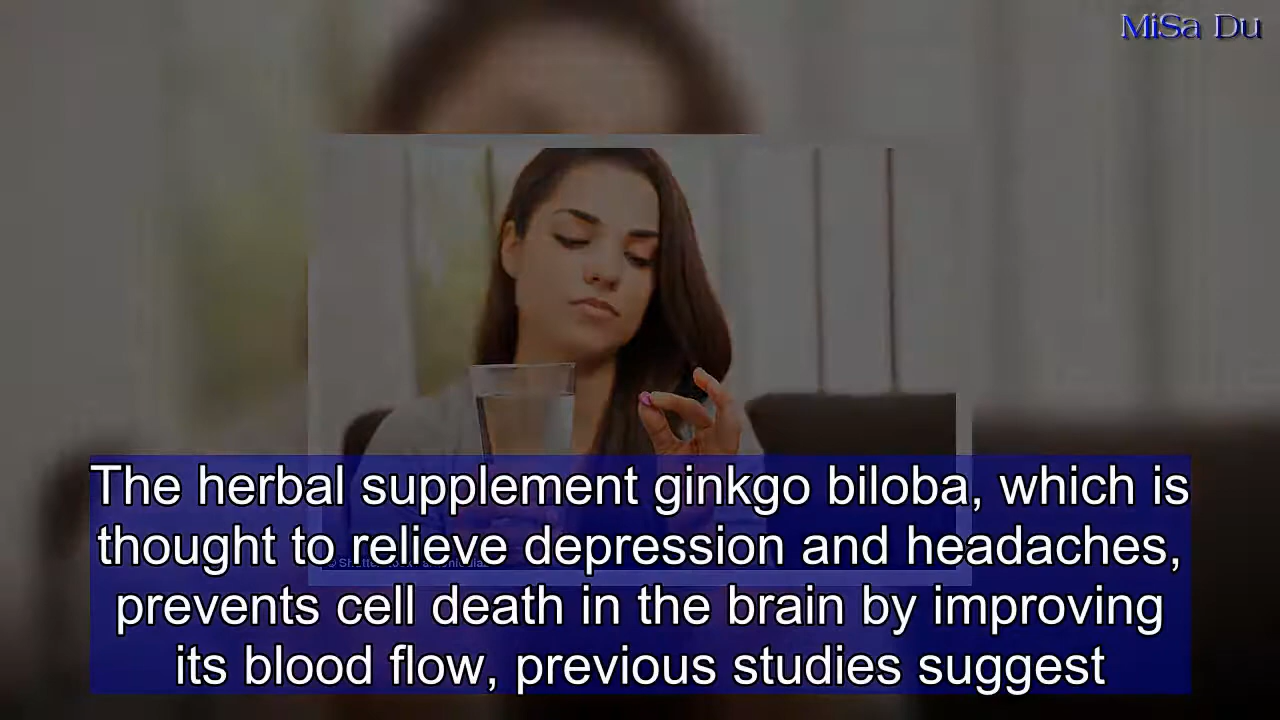 MiSa Du
The herbal supplement ginkgo biloba, which is
thought to relieve depression and headaches,
prevents cell death in the brain by improving
its blood flow, previous studies suggest